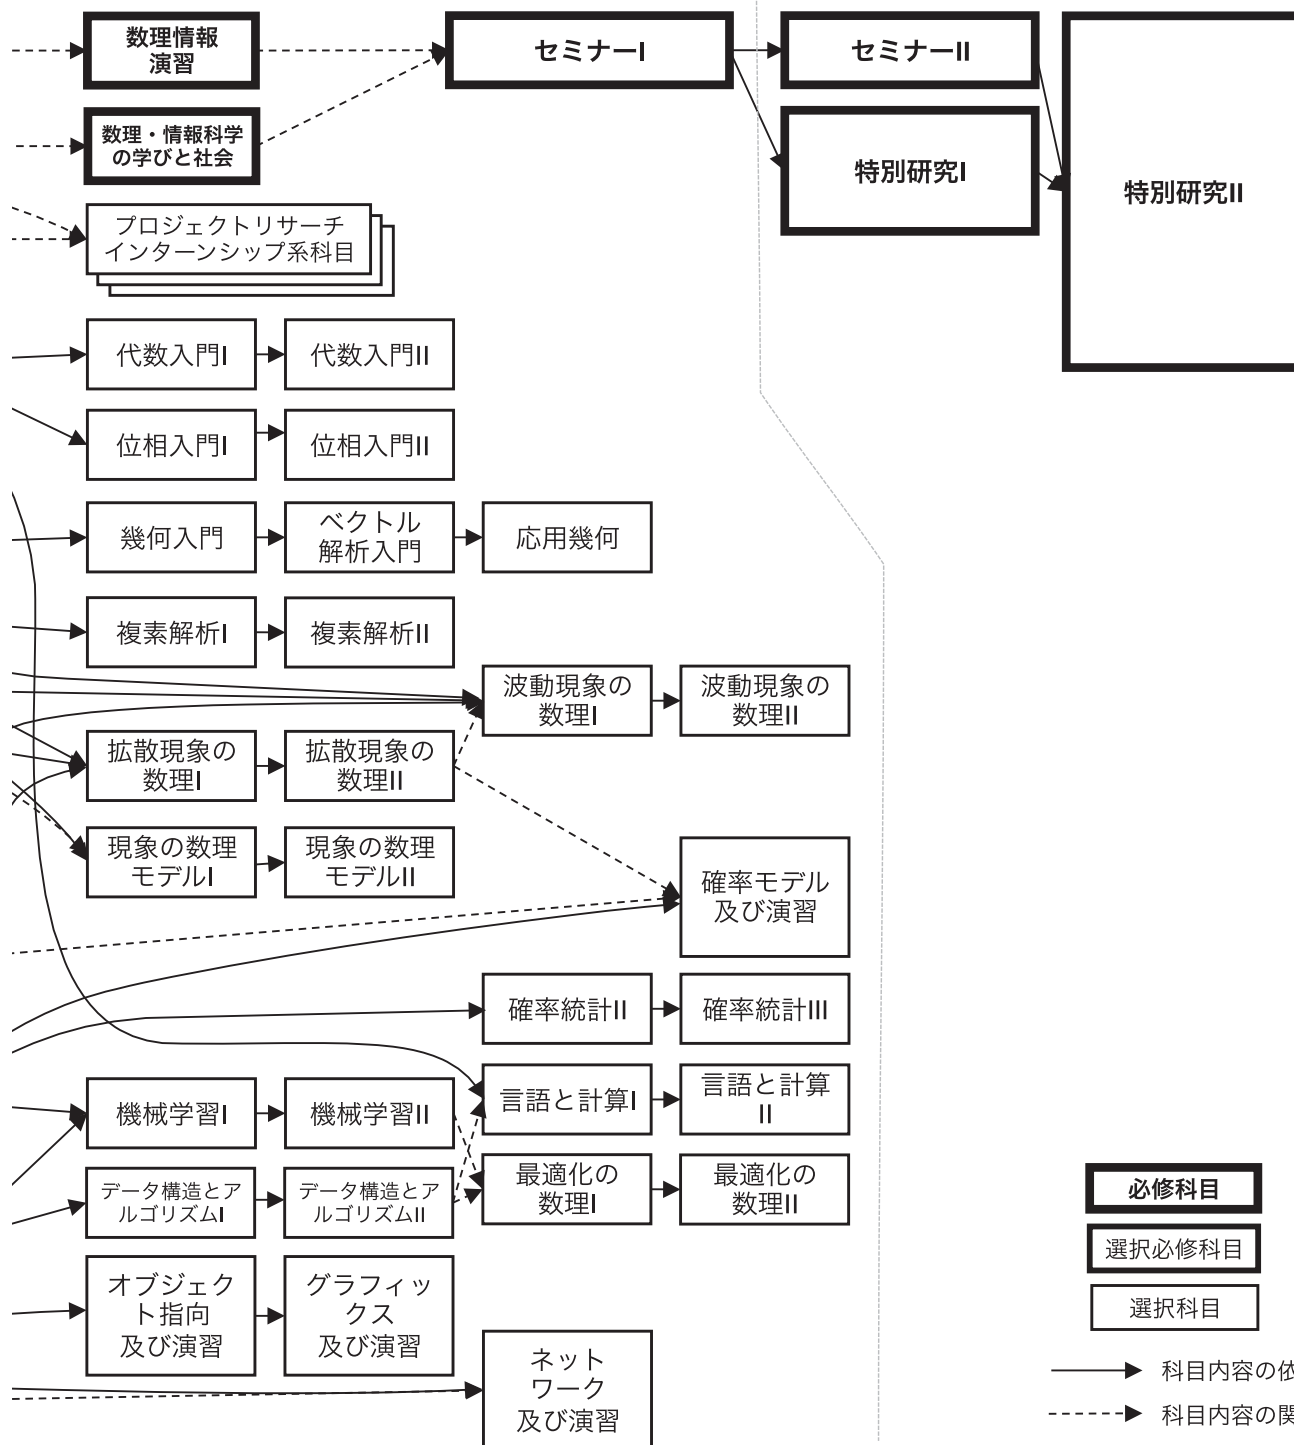 数理情報
演習
セミナーI
セミナーII
数理・情報科学
の学びと社会
特別研究I
特別研究II
プロジェクトリサーチ
インターンシップ系科目
代数入門I
代数入門II
位相入門I
位相入門II
幾何入門
ベクトル
解析入門
応用幾何
複素解析I
複素解析II
波動現象の
数理I
波動現象の
数理II
拡散現象の
数理I
拡散現象の
数理II
現象の数理
モデルI
現象の数理
モデルII
確率モデル
及び演習
確率統計II
確率統計III
機械学習I
機械学習II
言語と計算I
言語と計算
II
データ構造とア
ルゴリズムI
データ構造とア
ルゴリズムII
最適化の
数理I
最適化の
数理II
オブジェク
ト指向
及び演習
グラフィッ
クス
及び演習
ネット
ワーク
及び演習
必修科目
選択必修科目
選択科目
科目内容の依
科目内容の関